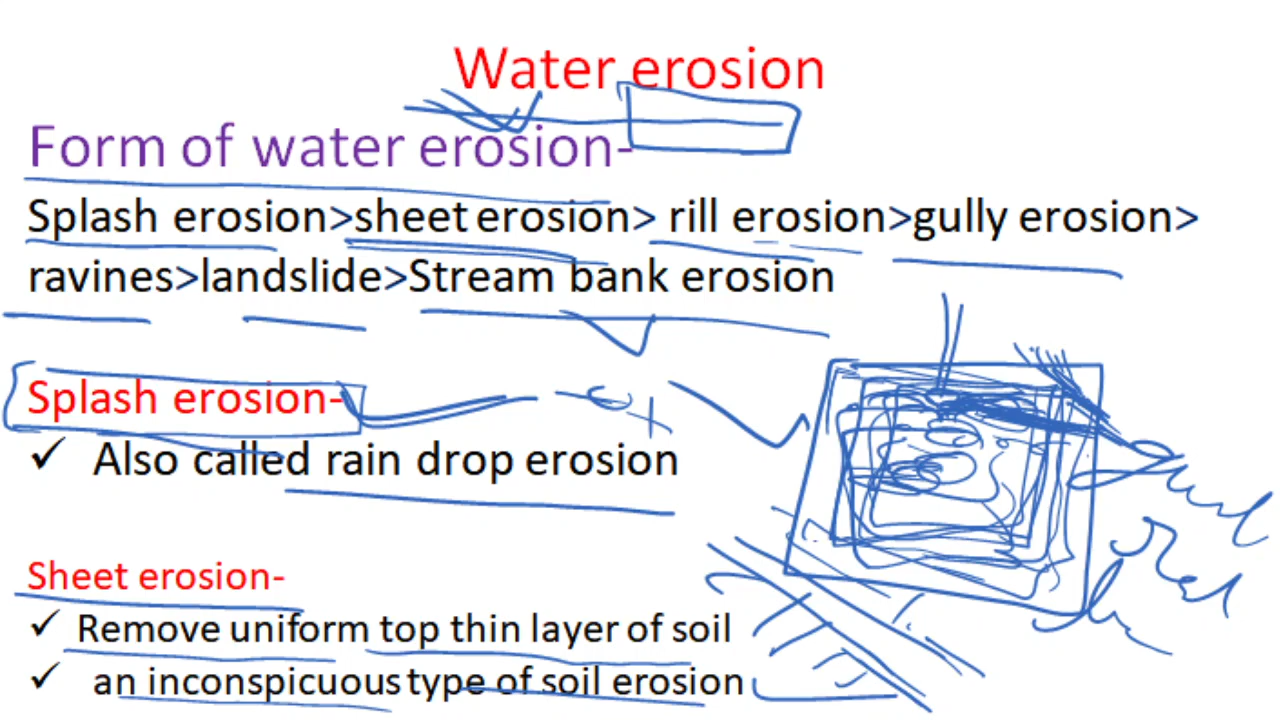 Water erosion
Form of water erosion-
Splash erosion>sheet erosion> rill erosion>gully erosion>
ravines>landslide>Stream bank erosion
Splash erosion-
✓ Also called rain drop erosion
Sheet erosion-
✓ Remove uniform top thin layer of soil
✓ an inconspicuous type of soil erosion